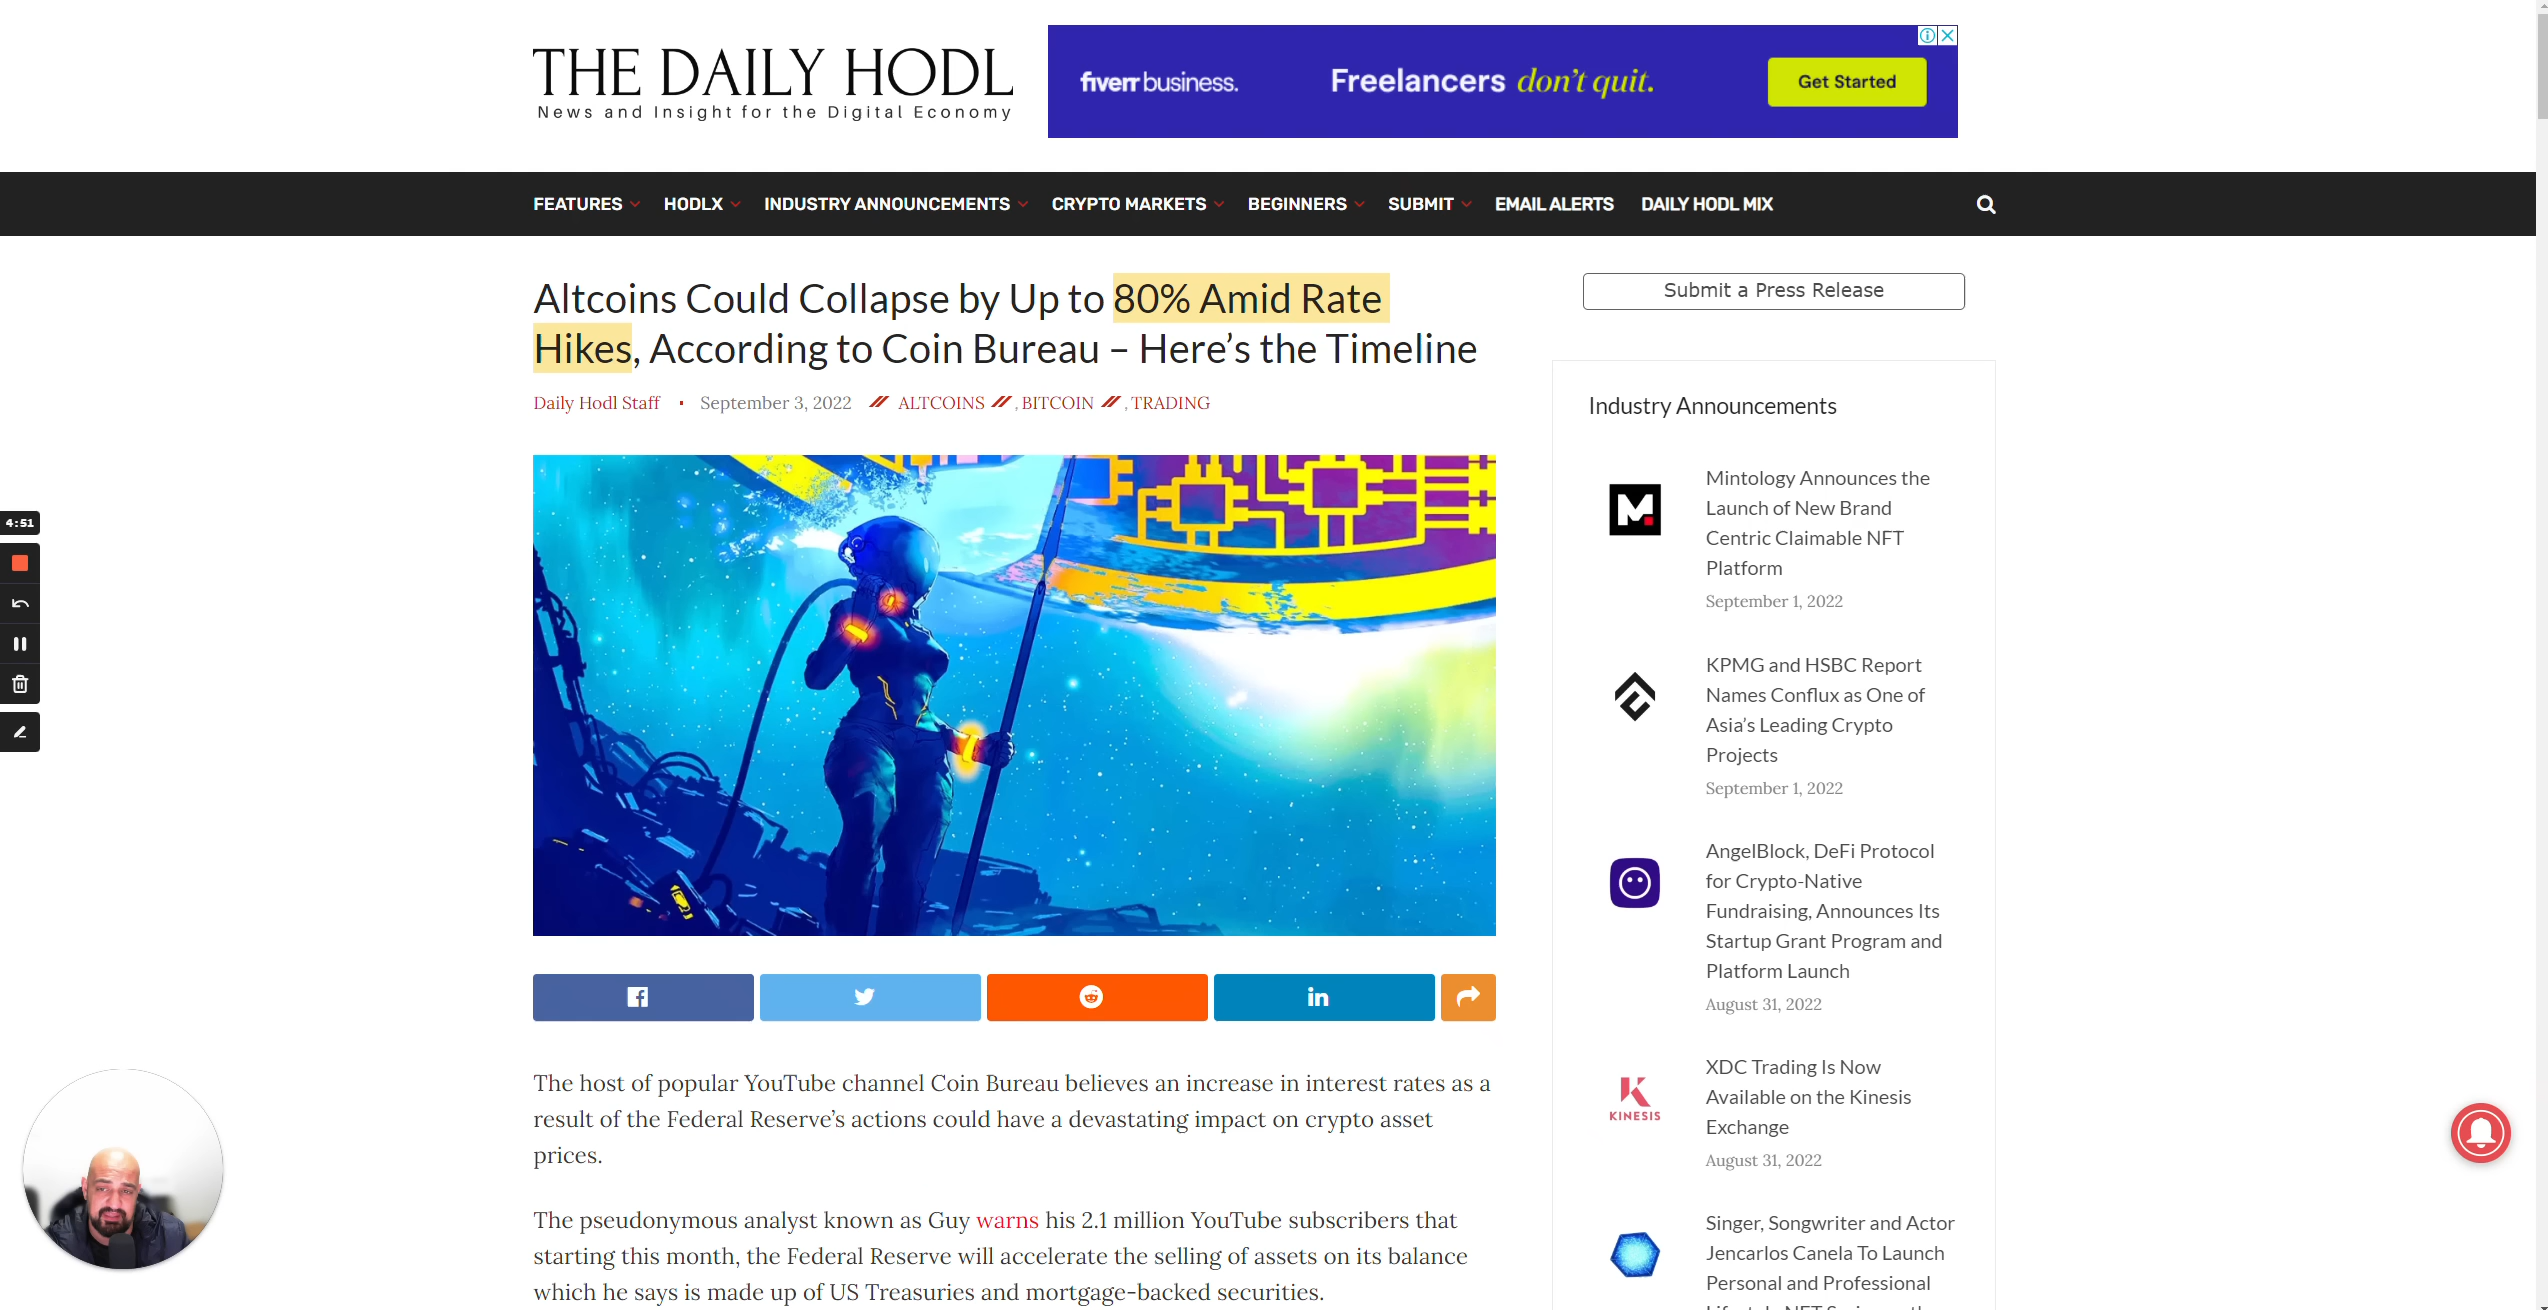 THE DAILY HODL
News and Insight for the Digital Economy
fiverr business.
Freelancers don't quit.
Get Started
FEATURES
HODLX
INDUSTRY ANNOUNCEMENTS
CRYPTO MARKETS
BEGINNERS
SUBMIT
EMAIL ALERTS
DAILY HODL MIX
Altcoins Could Collapse by Up to 80% Amid Rate
Hikes, According to Coin Bureau – Here’s the Timeline
Daily Hodl Staff
September 3, 2022
ALTCOINS , BITCOIN , TRADING
4:51
The host of popular YouTube channel Coin Bureau believes an increase in interest rates as a
result of the Federal Reserve’s actions could have a devastating impact on crypto asset
prices.
The pseudonymous analyst known as Guy warns his 2.1 million YouTube subscribers that
starting this month, the Federal Reserve will accelerate the selling of assets on its balance
which he says is made up of US Treasuries and mortgage-backed securities.
Submit a Press Release
Industry Announcements
Mintology Announces the
Launch of New Brand
Centric Claimable NFT
Platform
September 1, 2022
KPMG and HSBC Report
Names Conflux as One of
Asia’s Leading Crypto
Projects
September 1, 2022
AngelBlock, DeFi Protocol
for Crypto-Native
Fundraising, Announces Its
Startup Grant Program and
Platform Launch
August 31, 2022
KINESIS
XDC Trading Is Now
Available on the Kinesis
Exchange
August 31, 2022
Singer, Songwriter and Actor
Jencarlos Canela To Launch
Personal and Professional